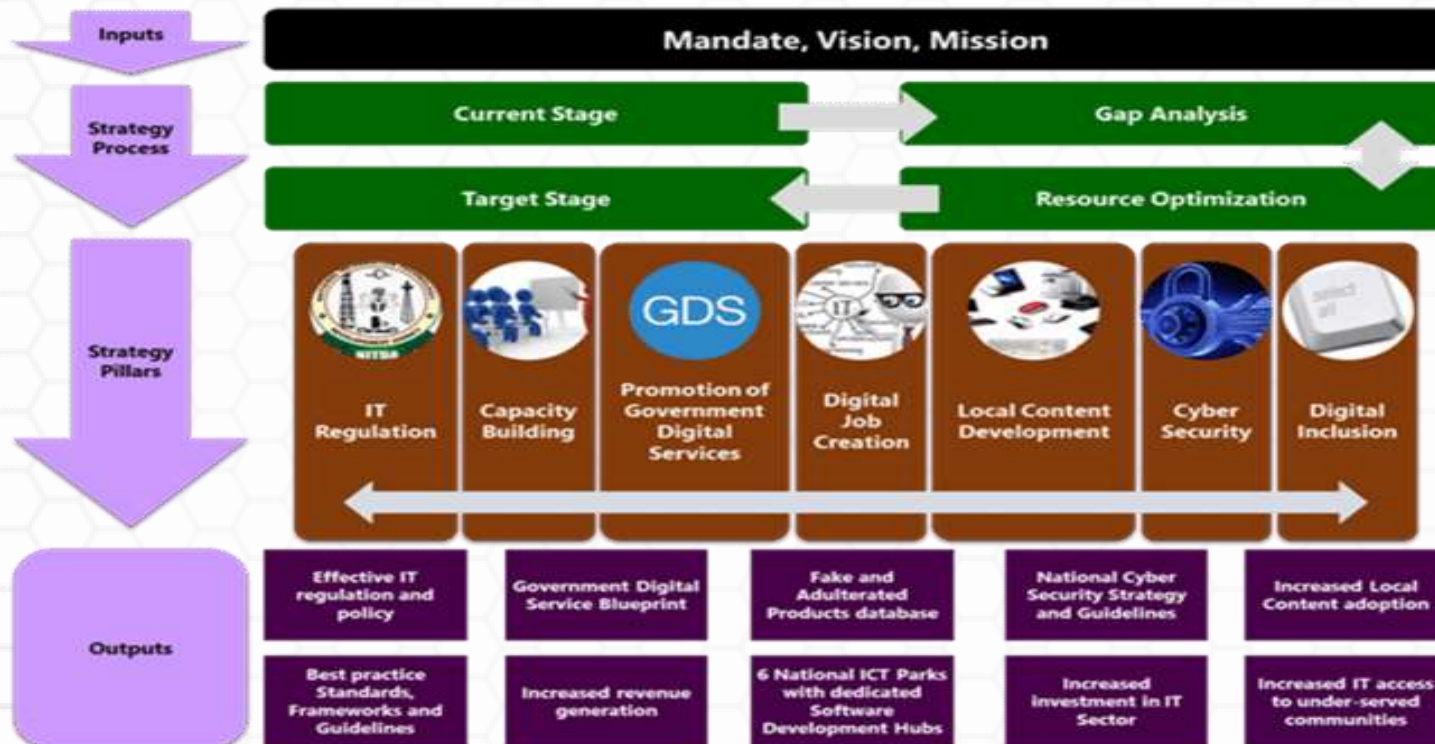 Inputs
Mandate, Vision, Mission
Strategy
Process
Current Stage
Gap Analysis
Target Stage
Resource Optimization
Strategy
Pillars
NITDA
GDS
IT
IT
Regulation
Capacity
Building
Promotion of
Government
Digital
Services
Digital
Job
Creation
Local Content
Development
Cyber
Security
Digital
Inclusion
Outputs
Effective IT
regulation and
policy
Government Digital
Service Blueprint
Fake and
Adulterated
Products database
National Cyber
Security Strategy
and Guidelines
Increased Local
Content adoption
Best practice
Standards,
Frameworks and
Guidelines
Increased revenue
generation
6 National ICT Parks
with dedicated
Software
Development Hubs
Increased
investment in IT
Sector
Increased IT access
to under-served
communities